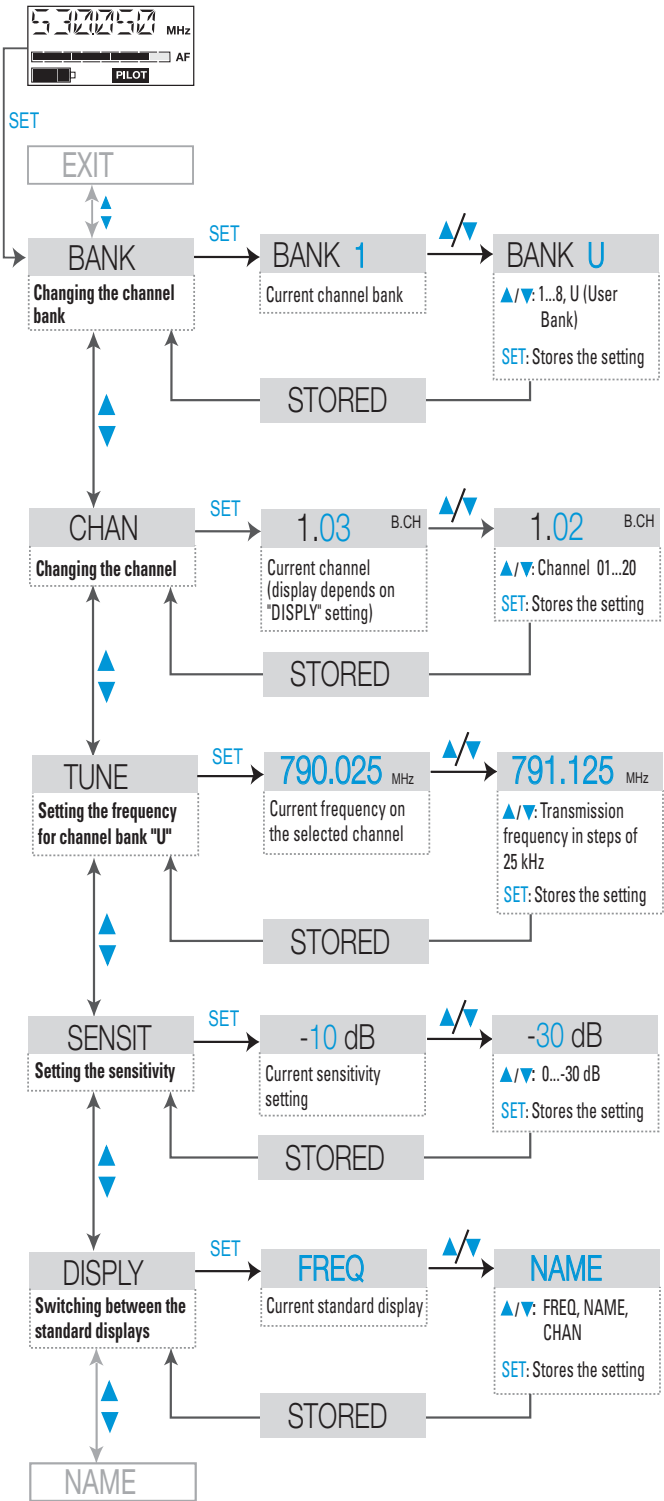 530.050 MHz
AF
PILOT
SET
EXIT
BANK
Changing the channel
bank
SET
BANK 1
Current channel bank
▲/▼
BANK U
▲/▼: 1...8, U (User
Bank)
SET: Stores the setting
STORED
CHAN
Changing the channel
SET
1.03 B.CH
Current channel
(display depends on
"DISPLY" setting)
▲/▼
1.02 B.CH
▲/▼: Channel 01...20
SET: Stores the setting
STORED
TUNE
Setting the frequency
for channel bank "U"
SET
790.025 MHz
Current frequency on
the selected channel
▲/▼
791.125 MHz
▲/▼: Transmission
frequency in steps of
25 kHz
SET: Stores the setting
STORED
SENSIT
Setting the sensitivity
SET
-10 dB
Current sensitivity
setting
▲/▼
-30 dB
▲/▼: 0...-30 dB
SET: Stores the setting
STORED
DISPLY
Switching between the
standard displays
SET
FREQ
Current standard display
▲/▼
NAME
▲/▼: FREQ, NAME,
CHAN
SET: Stores the setting
STORED
NAME